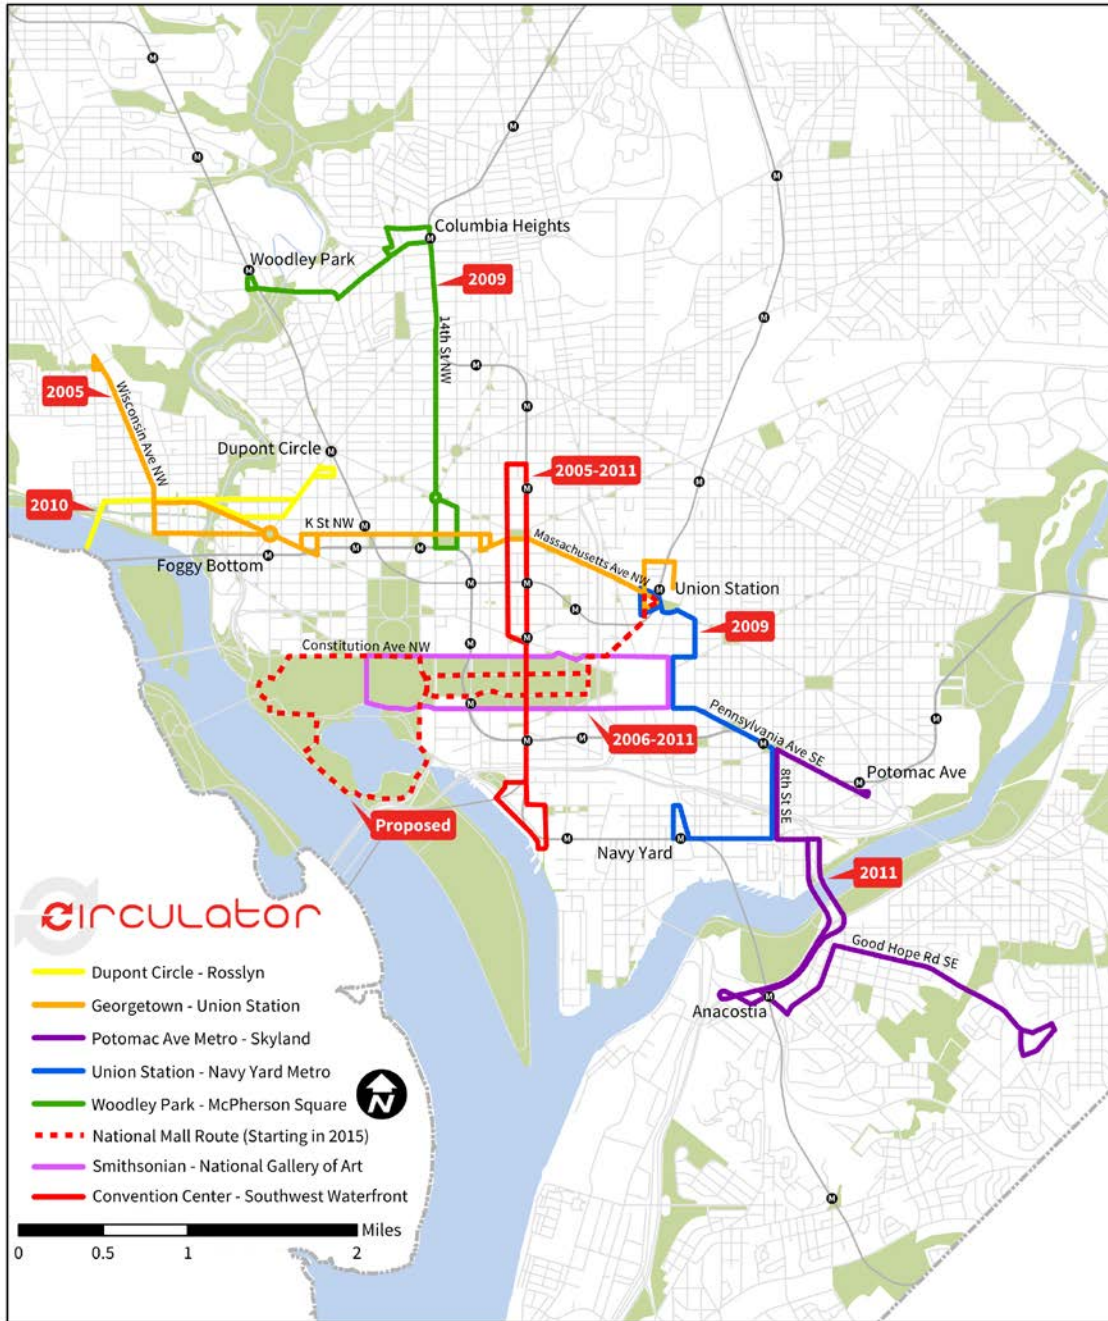 Columbia Heights
Woodley Park
2009
14th St NW
2005
Wisconsin Ave NW
Dupont Circle
2005-2011
2010
K St NW
Massachusetts Ave NW
Foggy Bottom
Union Station
2009
Constitution Ave NW
Pennsylvania Ave SE
2006-2011
8th St SE
Potomac Ave
Proposed
Navy Yard
2011
circulator
Good Hope Rd SE
Dupont Circle - Rosslyn
Georgetown - Union Station
Anacostia
Potomac Ave Metro - Skyland
Union Station - Navy Yard Metro
Woodley Park - McPherson Square
N
National Mall Route (Starting in 2015)
Smithsonian - National Gallery of Art
Convention Center - Southwest Waterfront
Miles
0 0.5 1 2